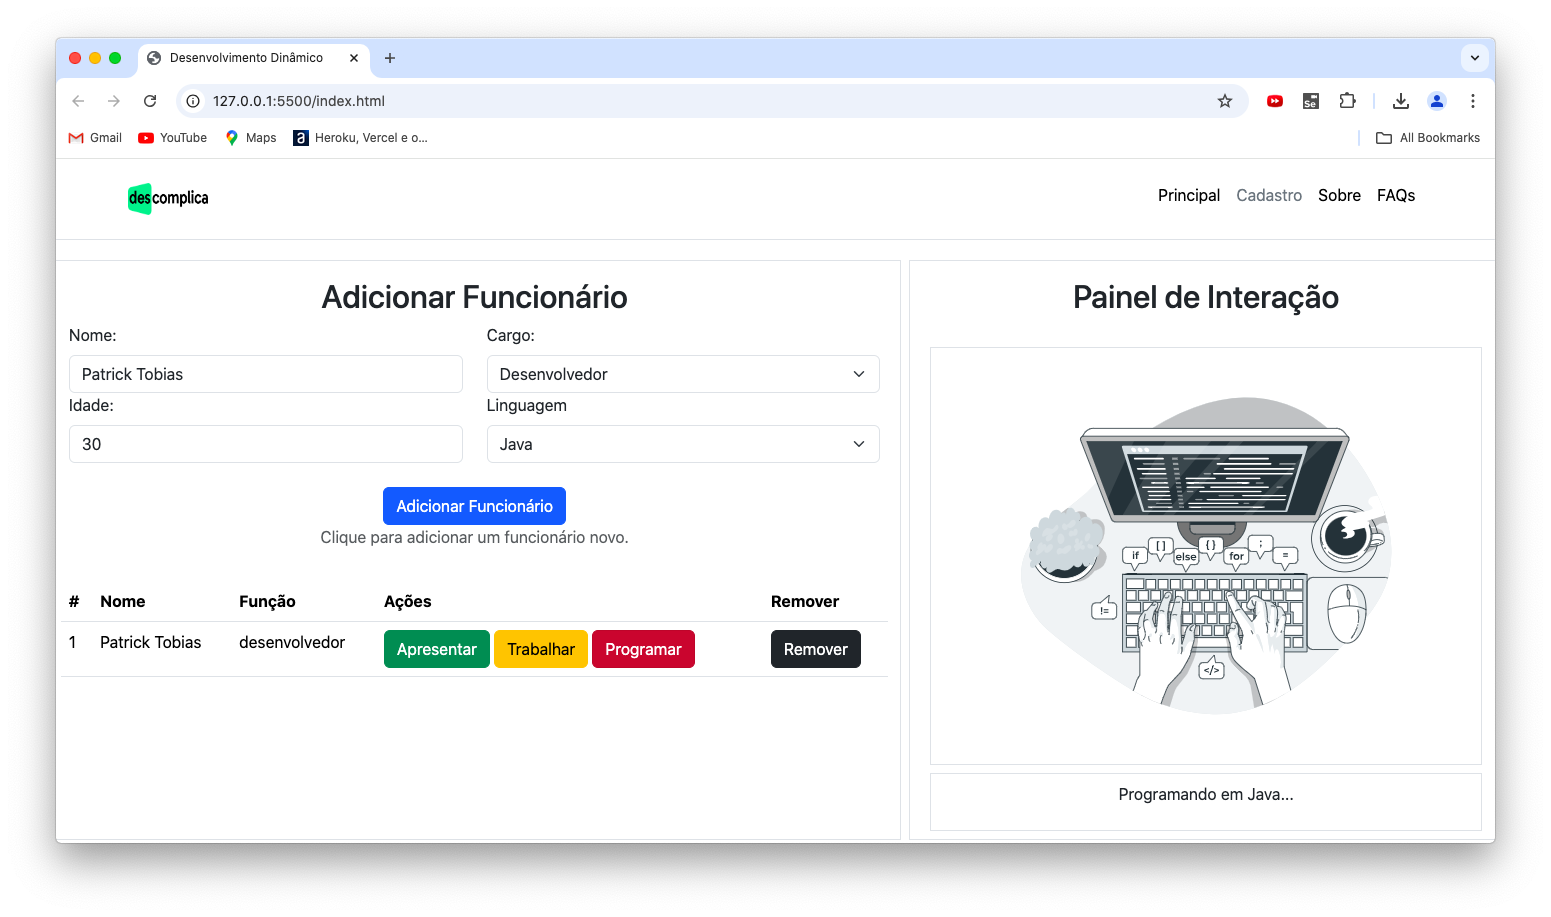 Desenvolvimento Dinâmico
127.0.0.1:5500/index.html
Se
Gmail YouTube Maps a Heroku, Vercel e o... All Bookmarks
descomplica
Principal Cadastro Sobre FAQs
Adicionar Funcionário
Nome: Cargo:
Patrick Tobias Desenvolvedor
Idade: Linguagem
30 Java
Adicionar Funcionário
Clique para adicionar um funcionário novo.
# Nome Função Ações Remover
1 Patrick Tobias desenvolvedor Apresentar Trabalhar Programar Remover
Painel de Interação
if [ ] else { } for ; =
!=
</>
Programando em Java...